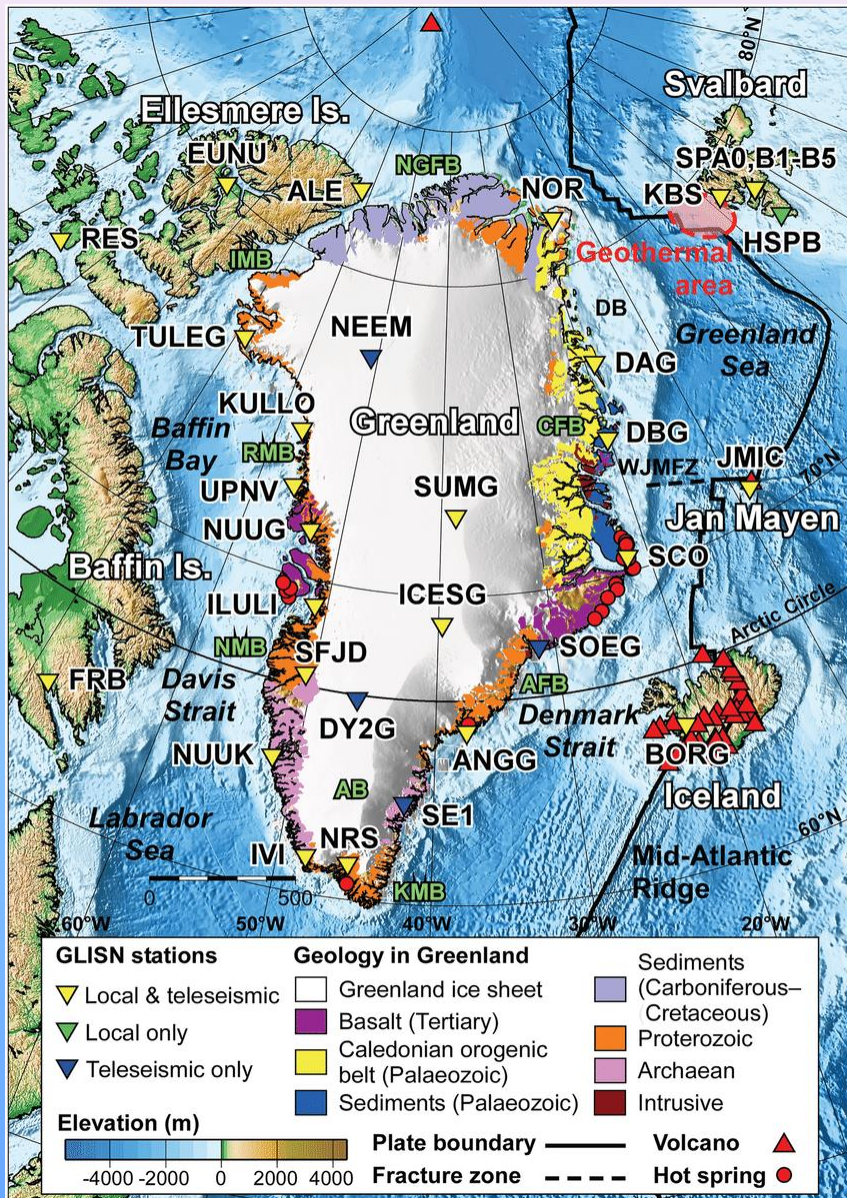 80°N
Svalbard
Ellesmere Is.
EUNU
SPA0,B1-B5
NGFB
ALE
NOR
KBS
RES
HSPB
IMB
Geothermal
area
DB
TULEG
NEEM
Greenland
Sea
DAG
KULLO
Baffin
Bay
Greenland
CFB
DBG
RMB
WJMFZ
JMIC
70°N
UPNV
SUMG
Jan Mayen
NUUG
SCO
Baffin Is.
ICESG
ILULI
Arctic Circle
NMB
SFJD
SOEG
FRB
Davis
Strait
AFB
DY2G
Denmark
Strait
NUUK
ANGG
BORG
AB
Iceland
SE1
Labrador
Sea
NRS
60°N
IVI
Mid-Atlantic
Ridge
0
500
KMB
60°W
50°W
40°W
30°W
20°W
GLISN stations
Local & teleseismic
Local only
Teleseismic only
Geology in Greenland
Greenland ice sheet
Basalt (Tertiary)
Caledonian orogenic
belt (Palaeozoic)
Sediments (Palaeozoic)
Sediments
(Carboniferous–
Cretaceous)
Proterozoic
Archaean
Intrusive
Elevation (m)
-4000 -2000 0 2000 4000
Plate boundary
Volcano
Fracture zone
Hot spring